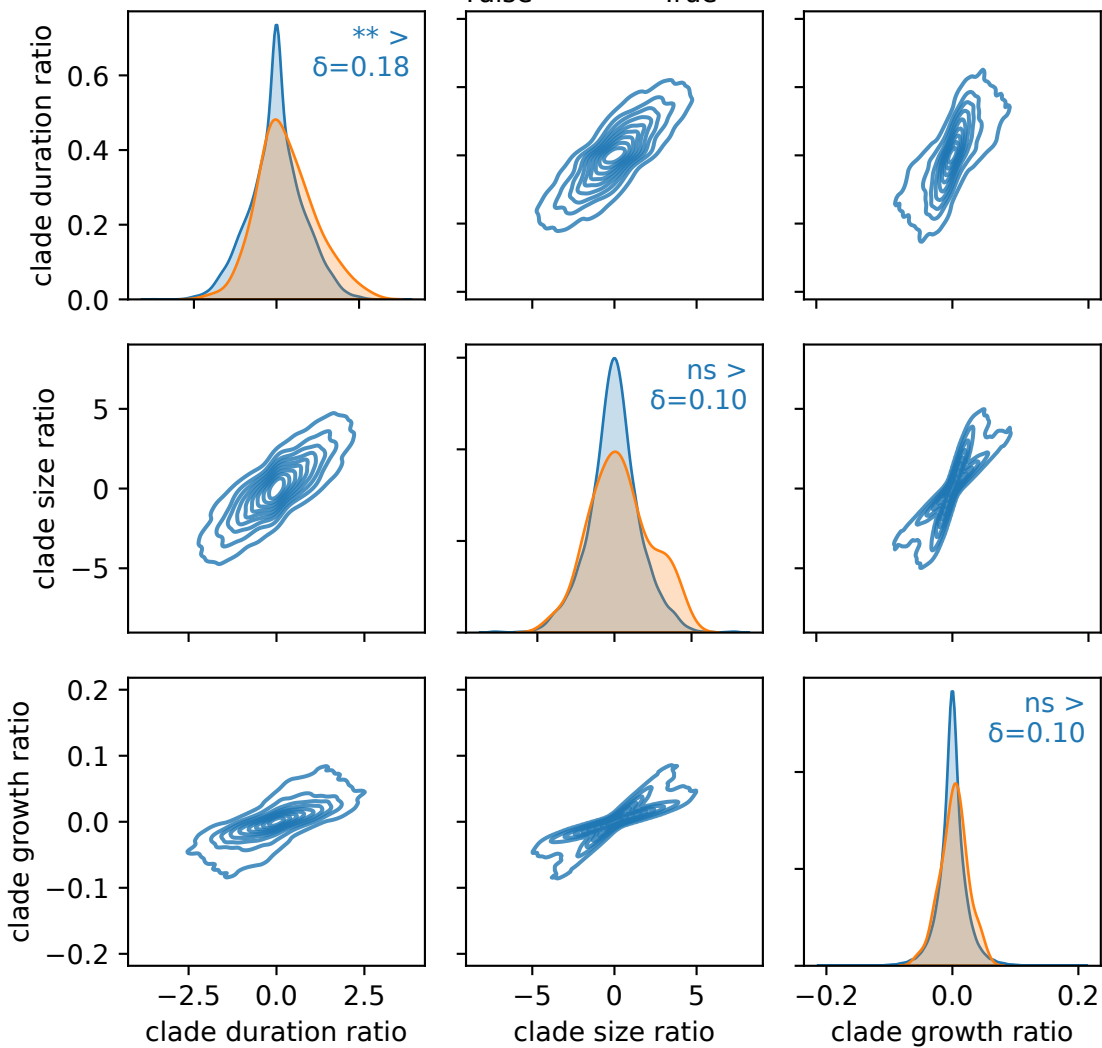 ** >
δ=0.18
clade duration ratio
0.6
0.4
0.2
0.0
ns >
δ=0.10
clade size ratio
5
0
−5
ns >
δ=0.10
clade growth ratio
0.2
0.1
0.0
−0.1
−0.2
−2.5 0.0 2.5
−5 0 5
−0.2 0.0 0.2
clade duration ratio
clade size ratio
clade growth ratio